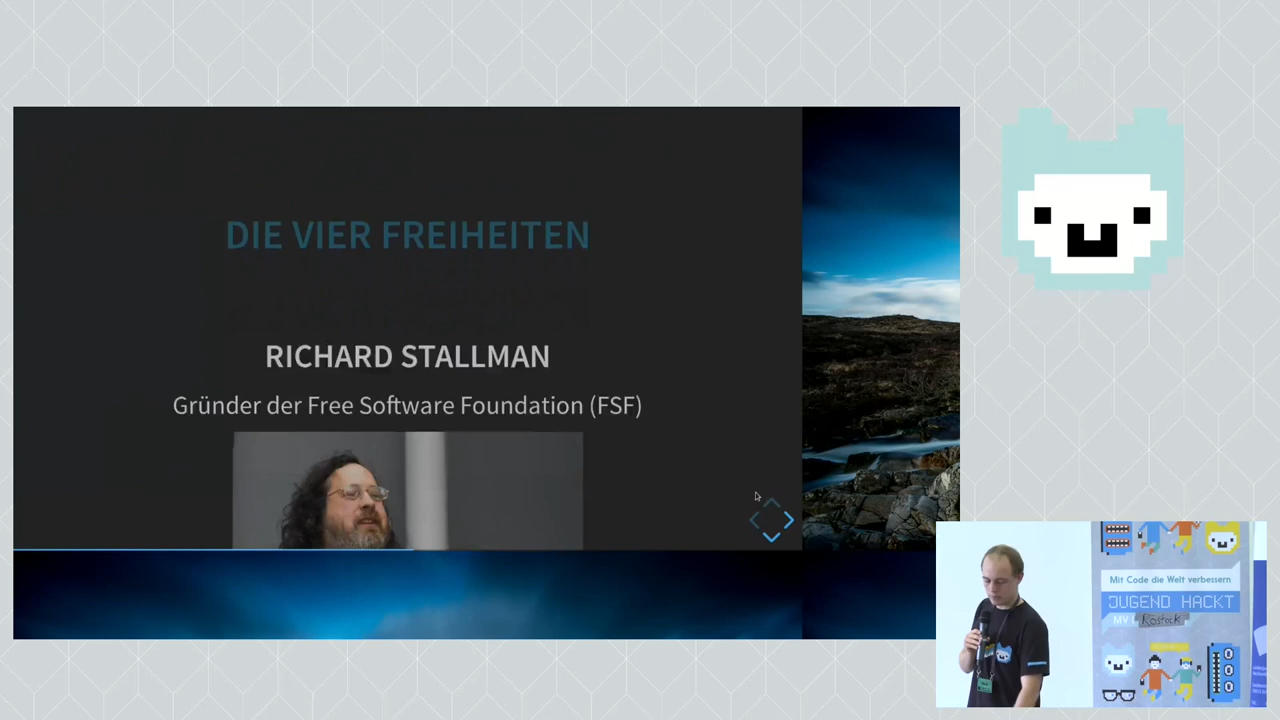 DIE VIER FREIHEITEN
RICHARD STALLMAN
Gründer der Free Software Foundation (FSF)
Mit Code die Welt verbessern
JUGEND HACKT
MV
Rostock